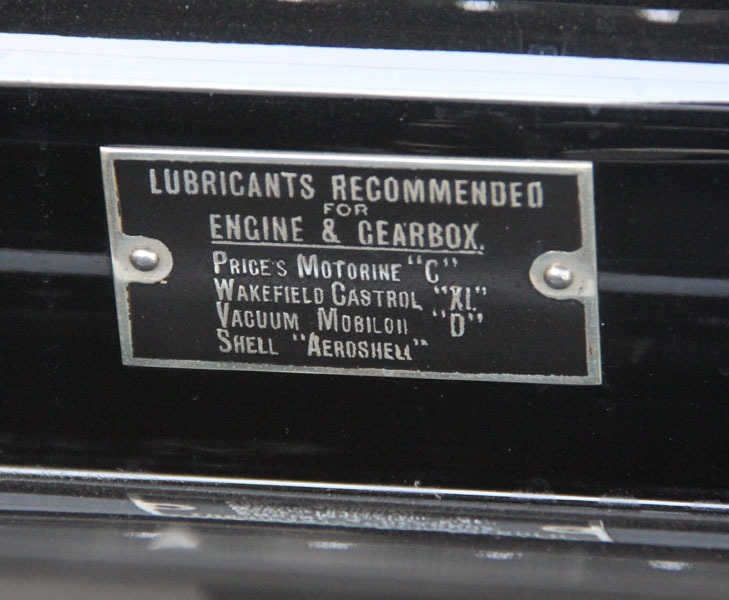 LUBRICANTS RECOMMENDED
FOR
ENGINE & GEARBOX.
PRICE'S MOTORINE "C"
WAKEFIELD CASTROL "XL"
VACUUM MOBILOIL "D"
SHELL "AEROSHELL"